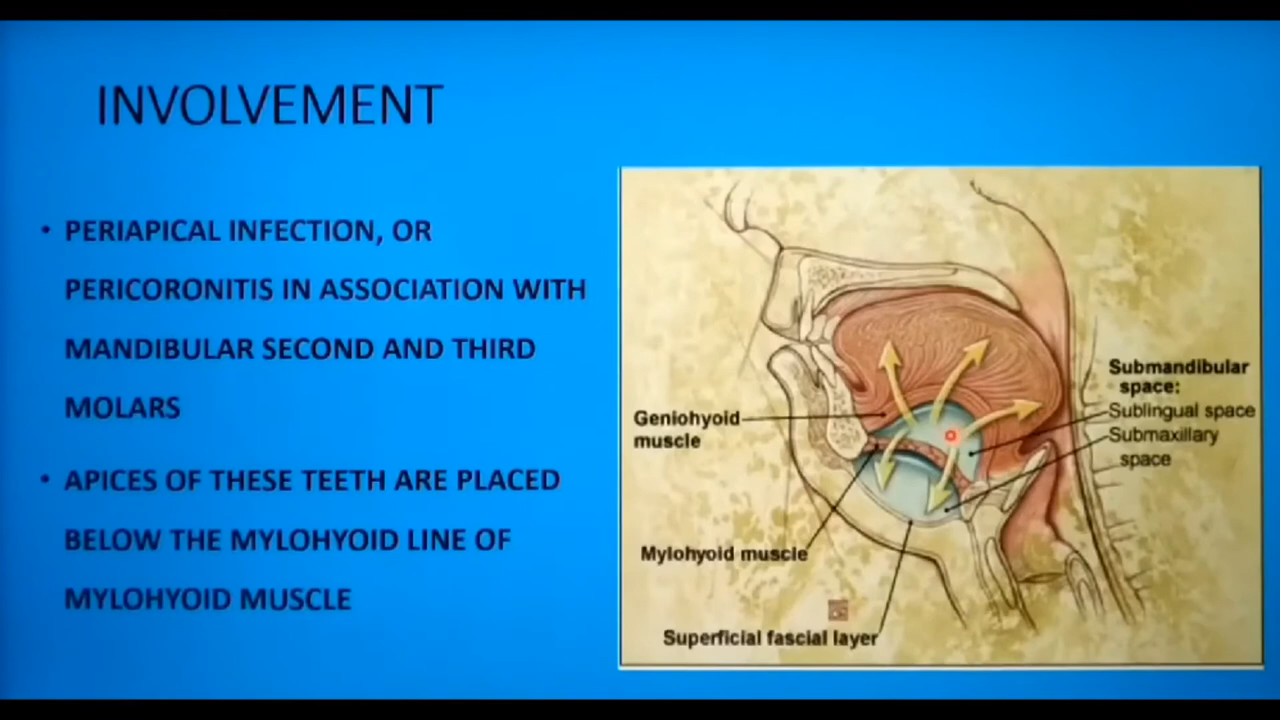 INVOLVEMENT
• PERIAPICAL INFECTION, OR
PERICORONITIS IN ASSOCIATION WITH
MANDIBULAR SECOND AND THIRD
MOLARS
• APICES OF THESE TEETH ARE PLACED
BELOW THE MYLOHYOID LINE OF
MYLOHYOID MUSCLE
Submandibular
space:
Sublingual space
Submaxillary
space
Geniohyoid
muscle
Mylohyoid muscle
Superficial fascial layer